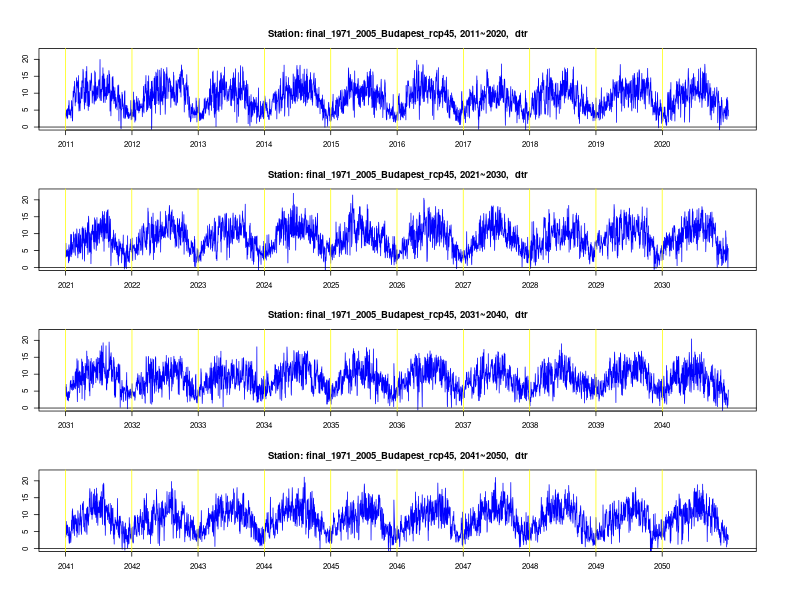 Station: final_1971_2005_Budapest_rcp45, 2011~2020, dtr
20
15
10
5
0
2011 2012 2013 2014 2015 2016 2017 2018 2019 2020
Station: final_1971_2005_Budapest_rcp45, 2021~2030, dtr
20
15
10
5
0
2021 2022 2023 2024 2025 2026 2027 2028 2029 2030
Station: final_1971_2005_Budapest_rcp45, 2031~2040, dtr
20
15
10
5
0
2031 2032 2033 2034 2035 2036 2037 2038 2039 2040
Station: final_1971_2005_Budapest_rcp45, 2041~2050, dtr
20
15
10
5
0
2041 2042 2043 2044 2045 2046 2047 2048 2049 2050